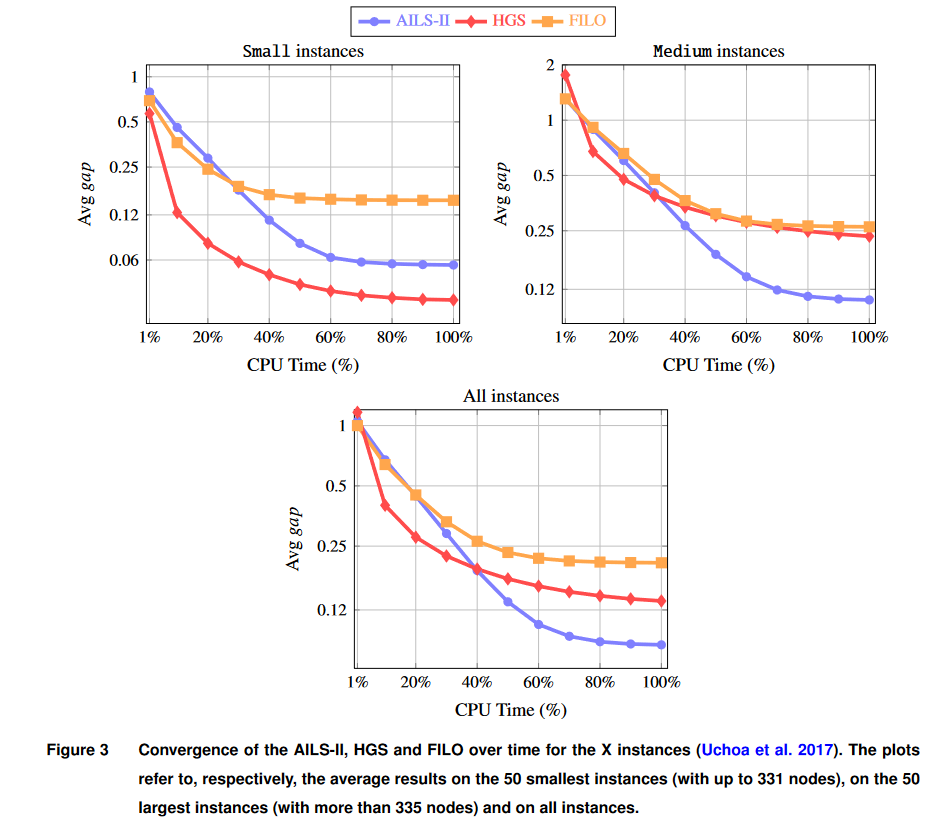 AILS-II HGS FILO
Small instances
1
0.5
0.25
0.12
0.06
Avg gap
1% 20% 40% 60% 80% 100%
CPU Time (%)
Medium instances
2
1
0.5
0.25
0.12
Avg gap
1% 20% 40% 60% 80% 100%
CPU Time (%)
All instances
1
0.5
0.25
0.12
Avg gap
1% 20% 40% 60% 80% 100%
CPU Time (%)
Figure 3 Convergence of the AILS-II, HGS and FILO over time for the X instances (Uchoa et al. 2017). The plots
refer to, respectively, the average results on the 50 smallest instances (with up to 331 nodes), on the 50
largest instances (with more than 335 nodes) and on all instances.